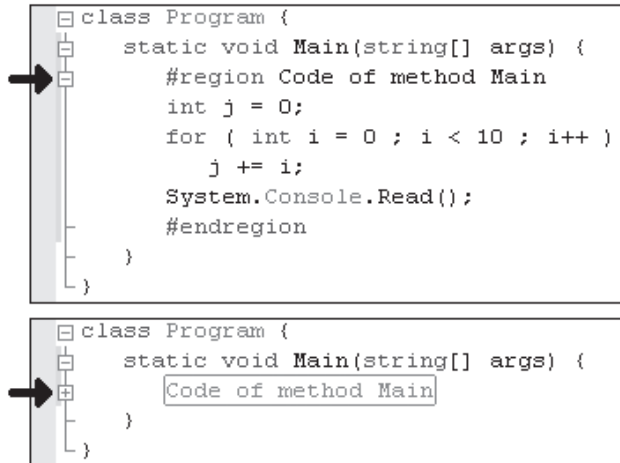 class Program {
static void Main(string[] args) {
#region Code of method Main
int j = 0;
for ( int i = 0 ; i < 10 ; i++ )
j += i;
System.Console.Read();
#endregion
}
}
class Program {
static void Main(string[] args) {
Code of method Main
}
}